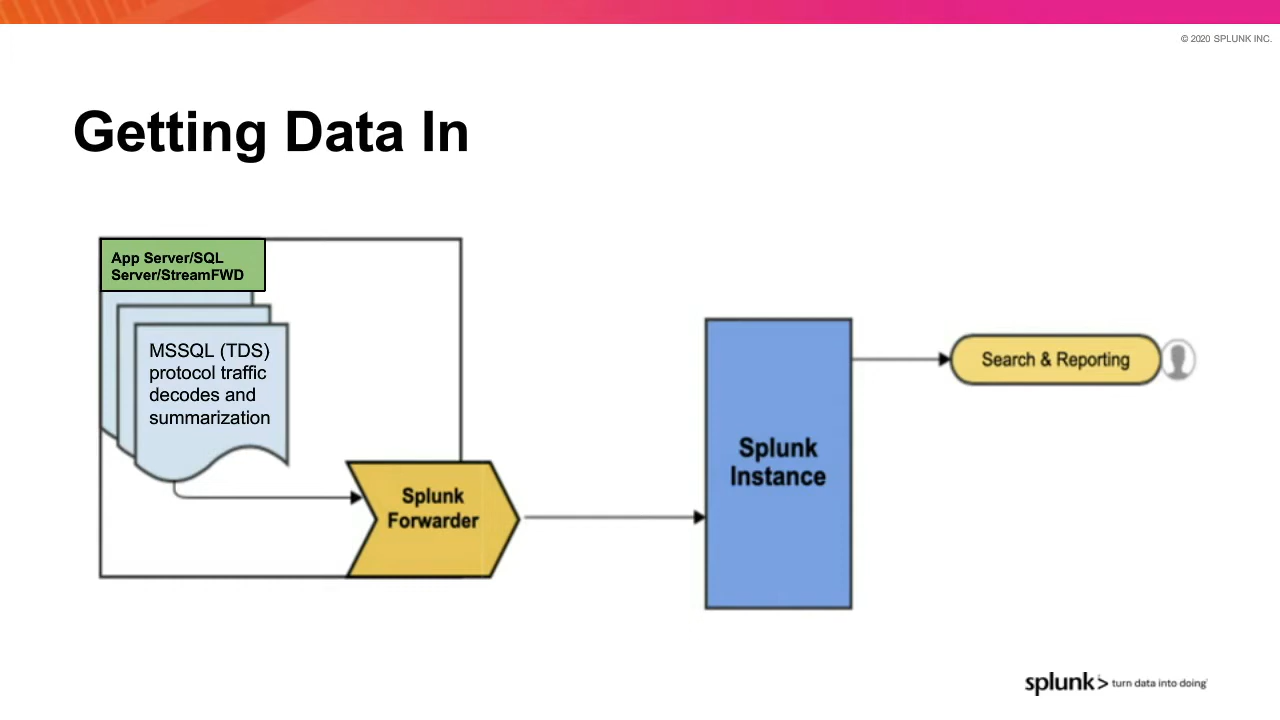 © 2020 SPLUNK INC.
Getting Data In
App Server/SQL
Server/StreamFWD
MSSQL (TDS)
protocol traffic
decodes and
summarization
Splunk
Forwarder
Splunk
Instance
Search & Reporting
splunk> turn data into doing